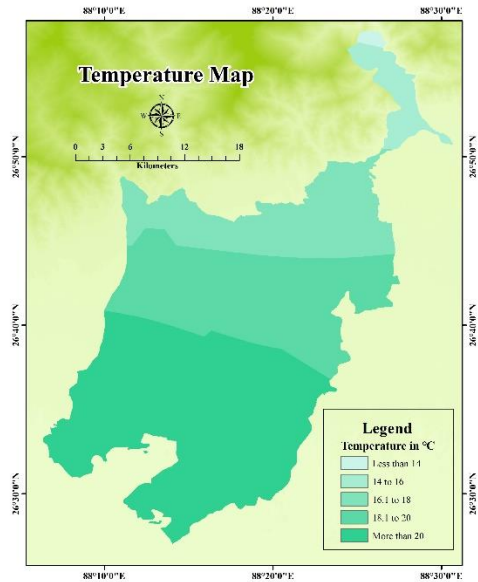 88°10'0"E 88°20'0"E 88°30'0"E
Temperature Map
N
W E
S
0 3 6 12 18
Kilometers
26°50'0"N 26°50'0"N
26°40'0"N 26°40'0"N
26°30'0"N 26°30'0"N
Legend
Temperature in °C
Less than 14
14 to 16
16.1 to 18
18.1 to 20
More than 20
88°10'0"E 88°20'0"E 88°30'0"E